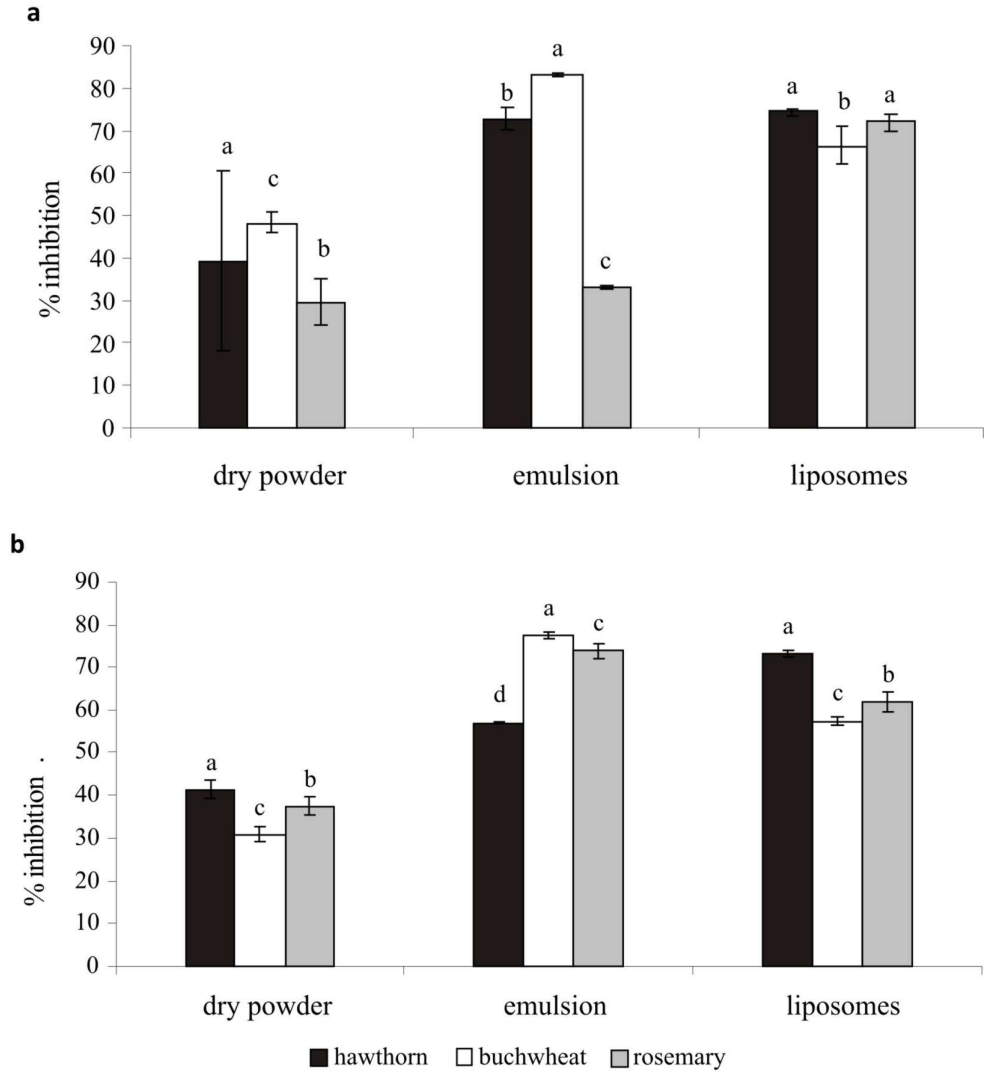 a
90
80
70
60
50
40
30
20
10
0
% inhibition
a c b
b a c
a b a
dry powder emulsion liposomes
b
90
80
70
60
50
40
30
20
10
0
% inhibition .
a c b
d a c
a c b
dry powder emulsion liposomes
hawthorn buchwheat rosemary